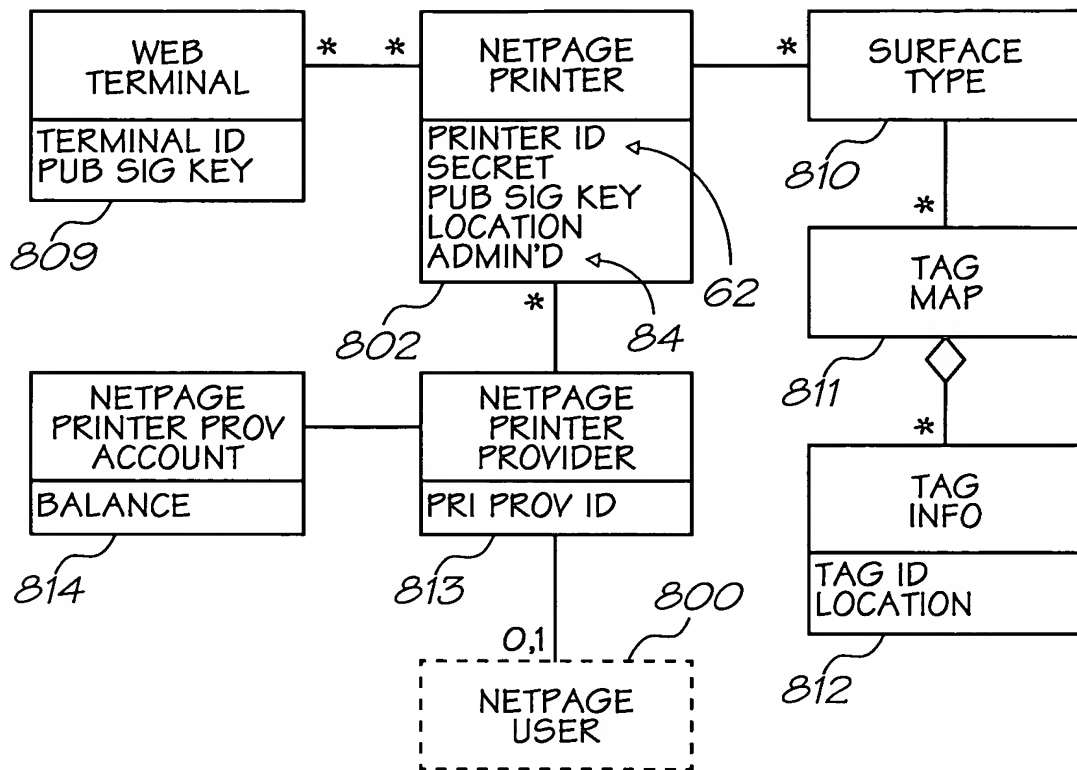 WEB
TERMINAL
TERMINAL ID
PUB SIG KEY
809
* *
NETPAGE
PRINTER
PRINTER ID
SECRET
PUB SIG KEY
LOCATION
ADMIN'D
802
62
84
*
*
SURFACE
TYPE
810
*
TAG
MAP
811
*
TAG
INFO
TAG ID
LOCATION
812
NETPAGE
PRINTER PROV
ACCOUNT
BALANCE
814
NETPAGE
PRINTER
PROVIDER
PRI PROV ID
813
0,1
800
NETPAGE
USER